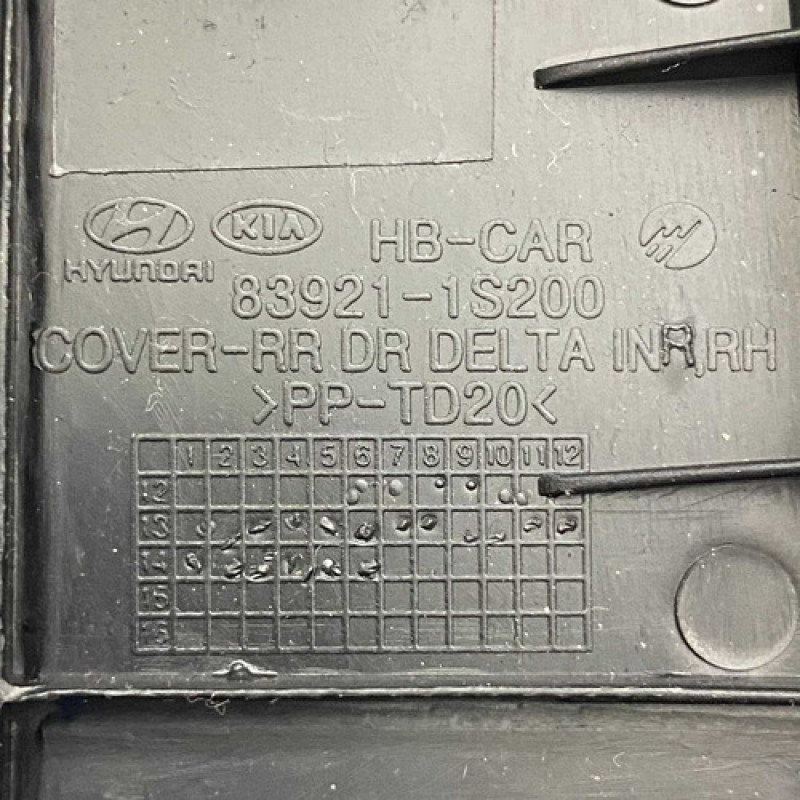 HYUNDAI KIA HB-CAR
83921-1S200
COVER-RR DR DELTA INR,RH
>PP-TD20<
1 2 3 4 5 6 7 8 9 10 11 12
12
13
14
15
16